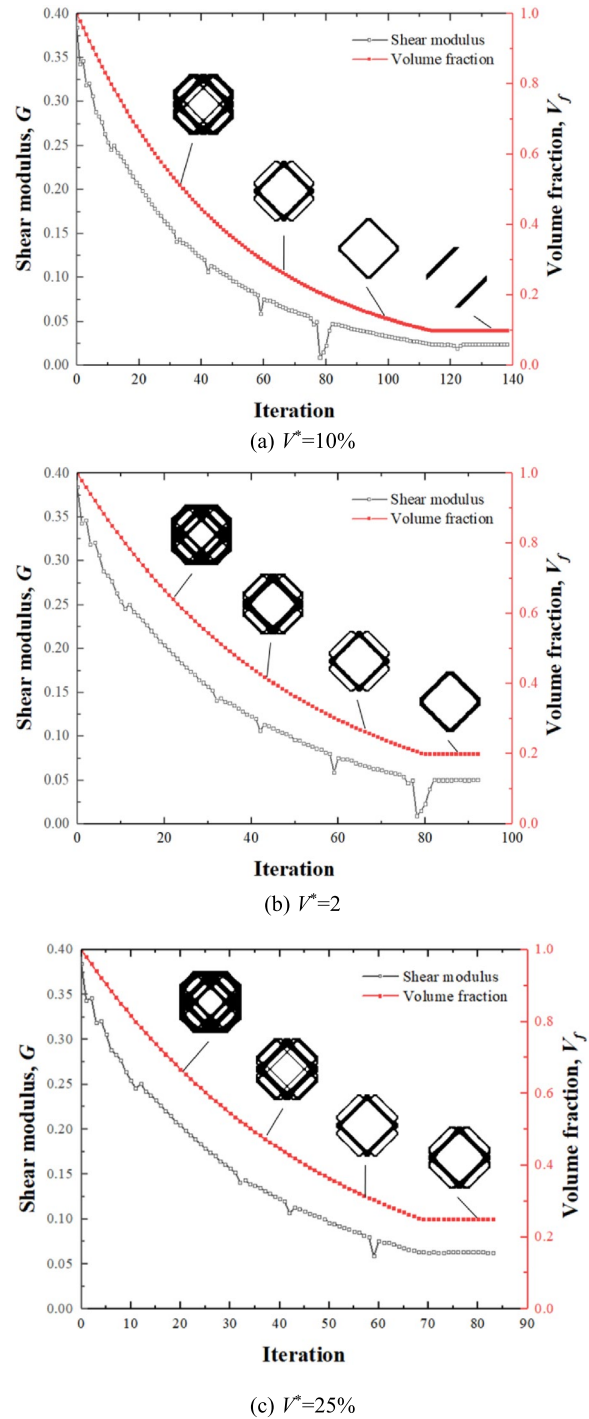 0.40
0.35
0.30
0.25
0.20
0.15
0.10
0.05
0.00
Shear modulus, G
Shear modulus
Volume fraction
1.0
0.8
0.6
0.4
0.2
0.0
Volume fraction, Vf
0 20 40 60 80 100 120 140
Iteration
(a) V*=10%
0.40
0.35
0.30
0.25
0.20
0.15
0.10
0.05
0.00
Shear modulus, G
Shear modulus
Volume fraction
1.0
0.8
0.6
0.4
0.2
0.0
Volume fraction, Vf
0 20 40 60 80 100
Iteration
(b) V*=2
0.40
0.35
0.30
0.25
0.20
0.15
0.10
0.05
0.00
Shear modulus, G
Shear modulus
Volume fraction
1.0
0.8
0.6
0.4
0.2
0.0
Volume fraction, Vf
0 10 20 30 40 50 60 70 80 90
Iteration
(c) V*=25%